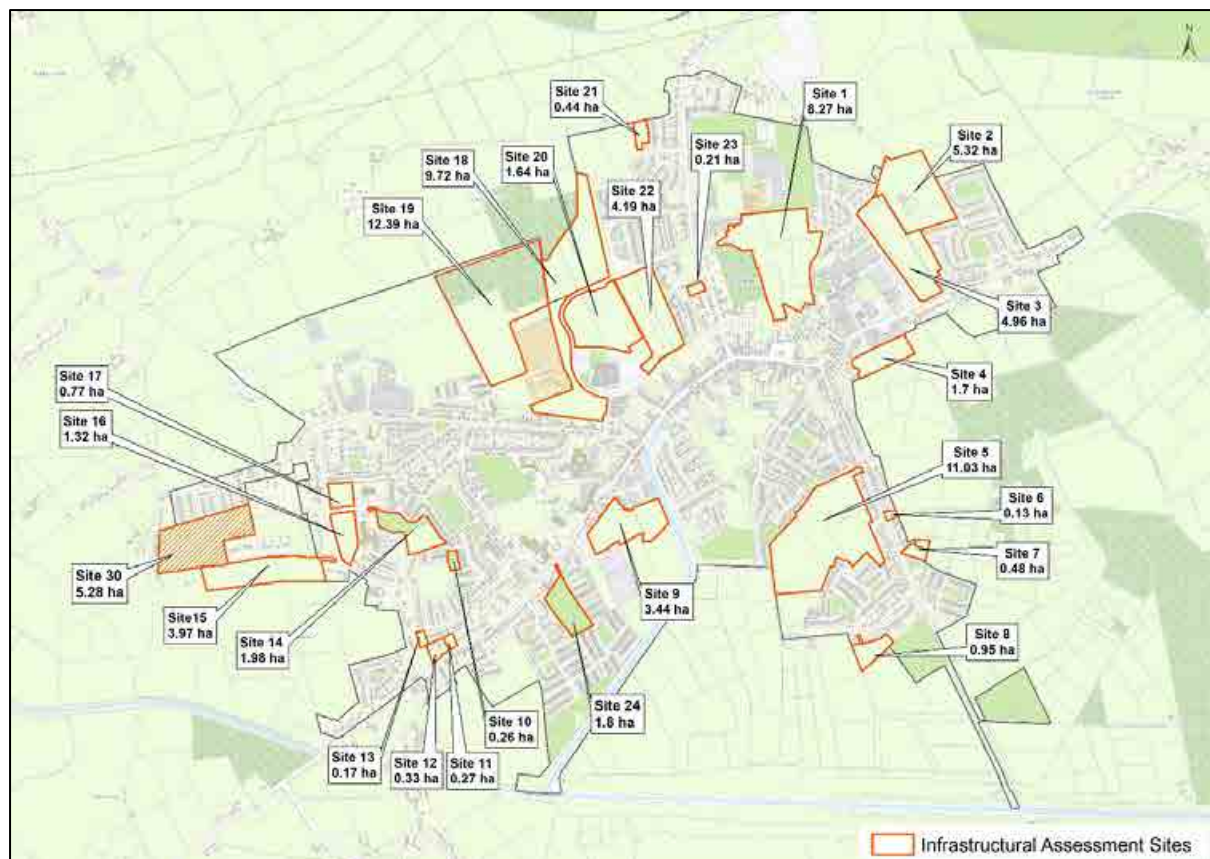 N
Site 21
0.44 ha
Site 1
8.27 ha
Site 2
5.32 ha
Site 23
0.21 ha
Site 20
1.64 ha
Site 18
9.72 ha
Site 22
4.19 ha
Site 19
12.39 ha
Site 3
4.96 ha
Site 4
1.7 ha
Site 17
0.77 ha
Site 16
1.32 ha
Site 5
11.03 ha
Site 6
0.13 ha
Site 7
0.48 ha
Site 30
5.28 ha
Site15
3.97 ha
Site 14
1.98 ha
Site 9
3.44 ha
Site 8
0.95 ha
Site 24
1.8 ha
Site 10
0.26 ha
Site 13
0.17 ha
Site 12
0.33 ha
Site 11
0.27 ha
Infrastructural Assessment Sites